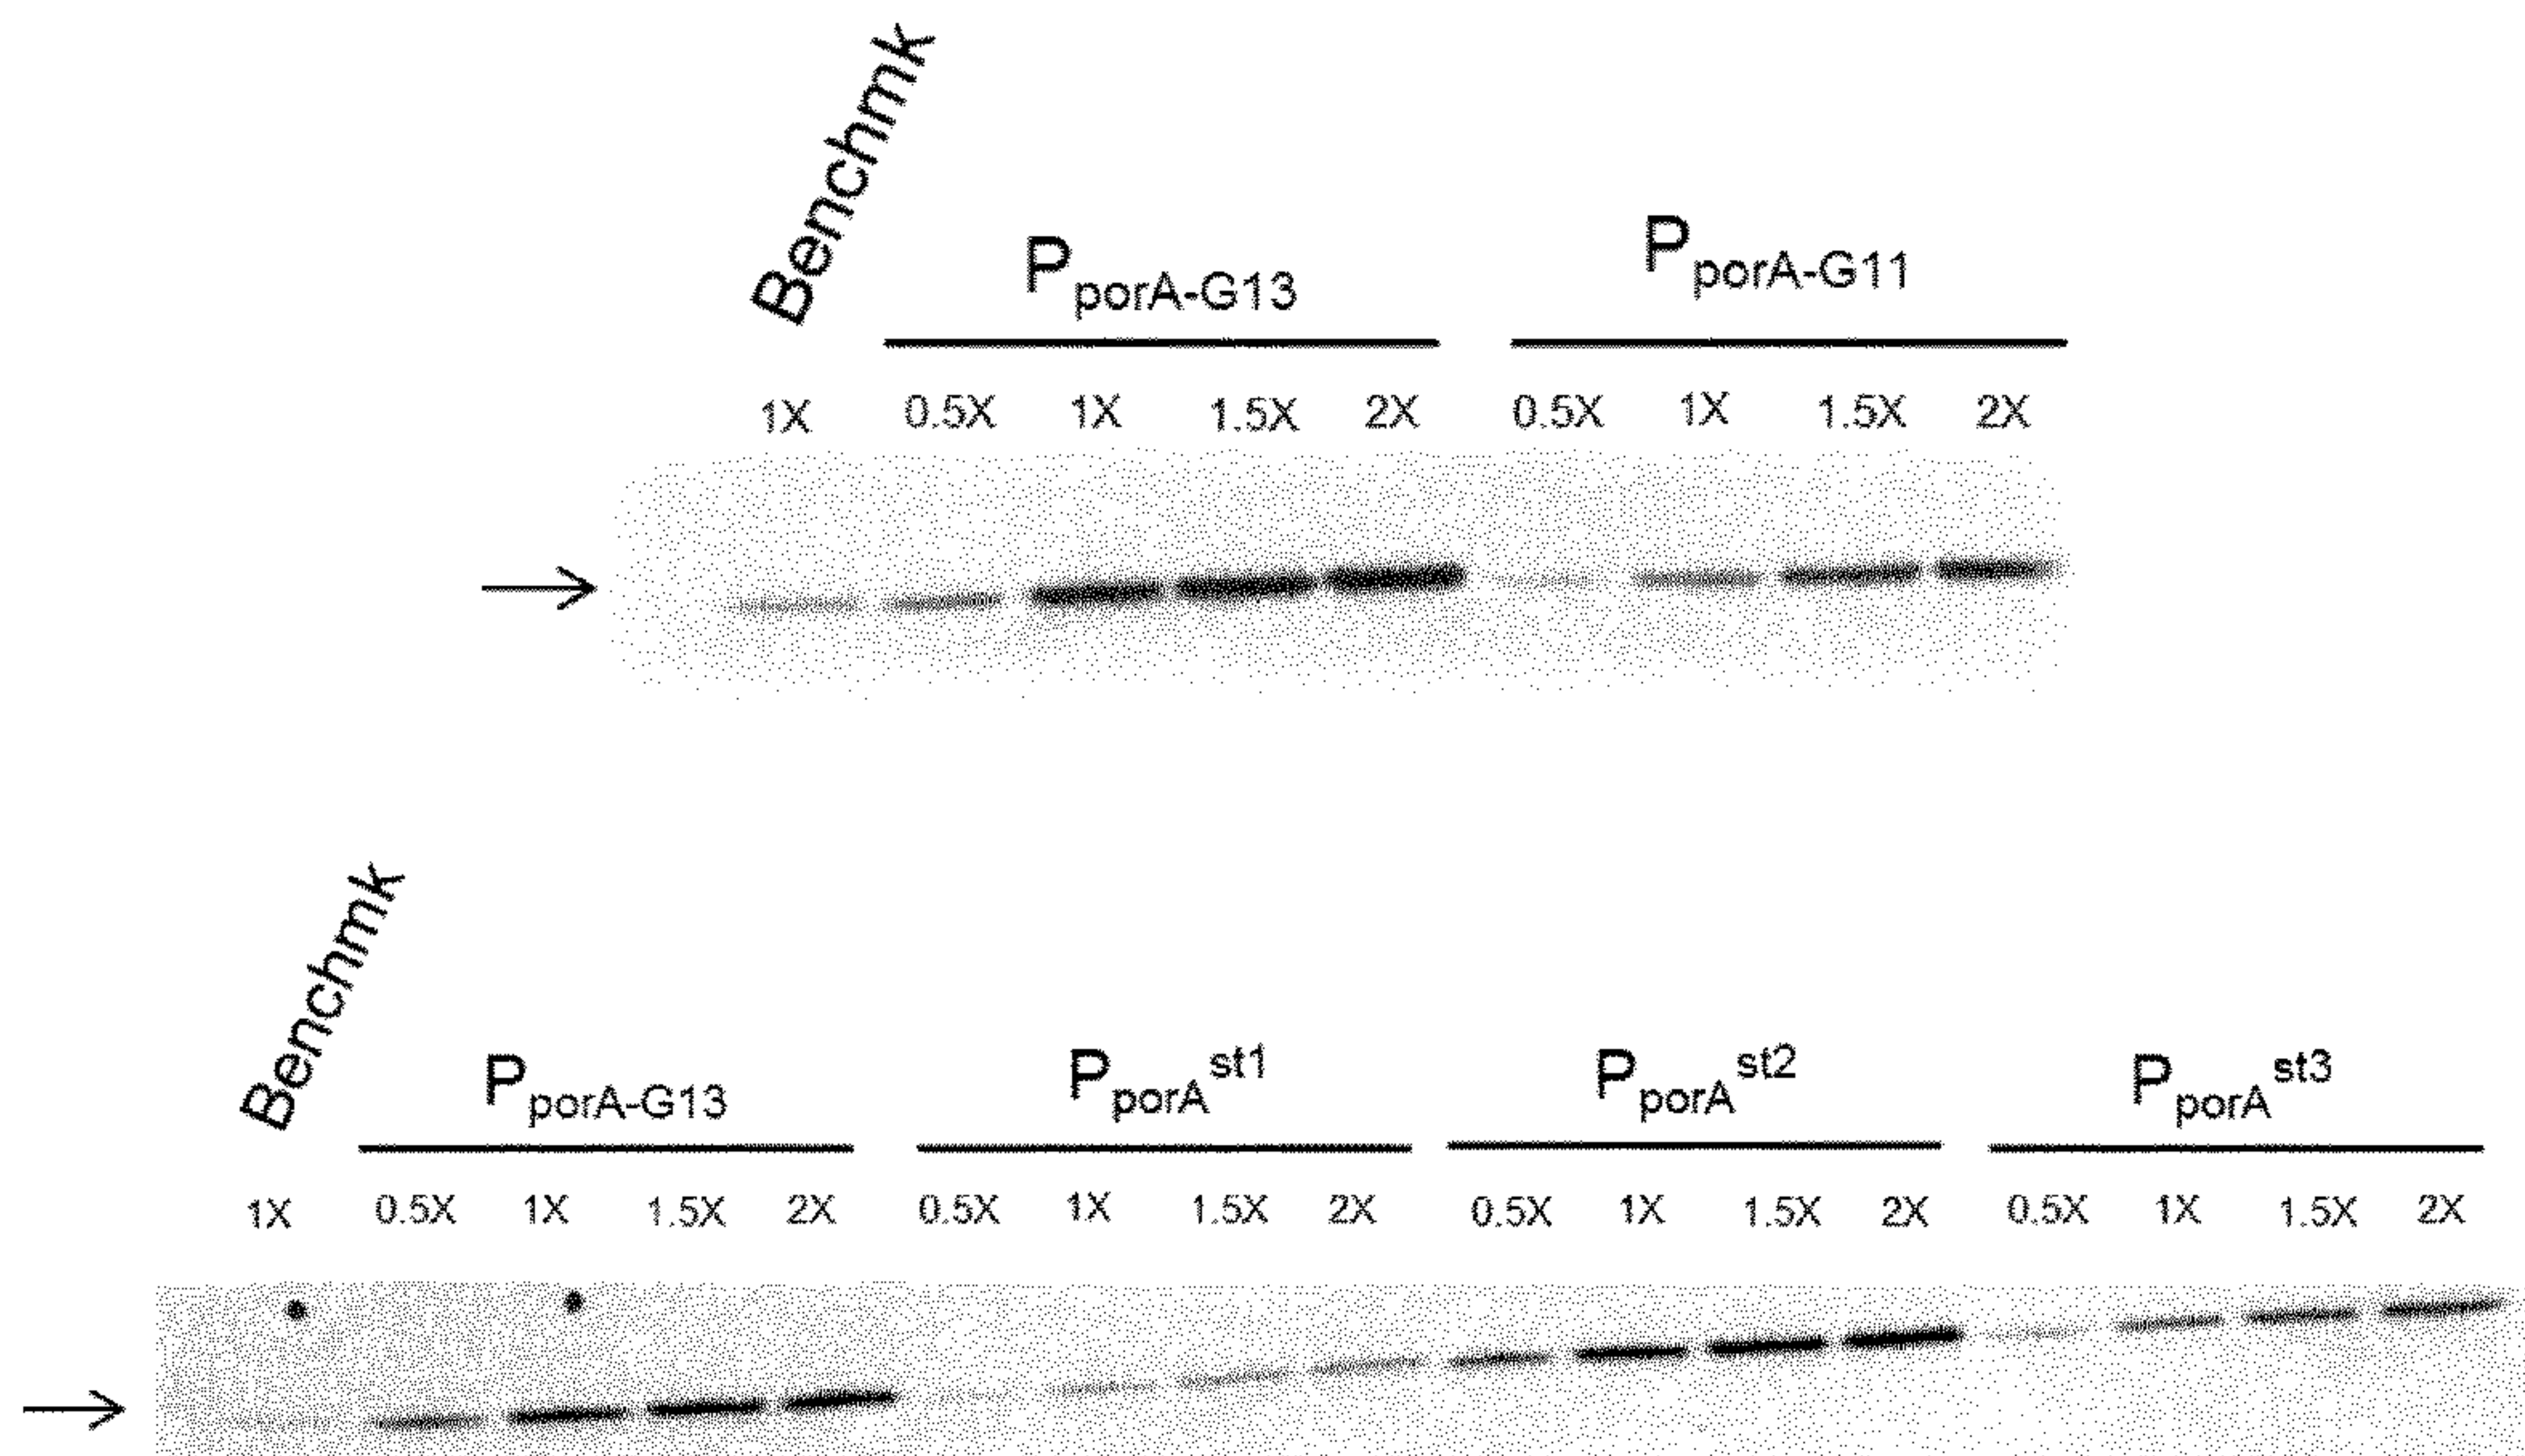 Benchmk
PporA-G13 PporA-G11
1X 0.5X 1X 1.5X 2X 0.5X 1X 1.5X 2X
Benchmk
PporA-G13 PporAst1 PporAst2 PporAst3
1X 0.5X 1X 1.5X 2X 0.5X 1X 1.5X 2X 0.5X 1X 1.5X 2X 0.5X 1X 1.5X 2X